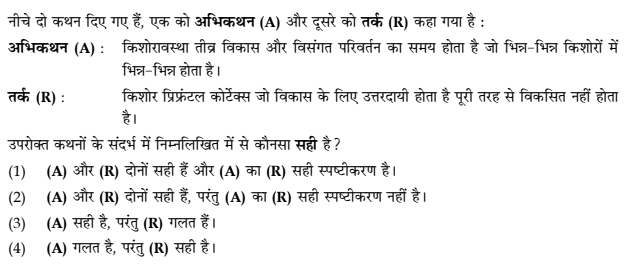 नीचे दो कथन दिए गए हैं, एक को अभिकथन (A) और दूसरे को तर्क (R) कहा गया है :
अभिकथन (A) : किशोरावस्था तीव्र विकास और विसंगत परिवर्तन का समय होता है जो भिन्न-भिन्न किशोरों में
भिन्न-भिन्न होता है।
तर्क (R) : किशोर प्रिफ्रंटल कोर्टेक्स जो विकास के लिए उत्तरदायी होता है पूरी तरह से विकसित नहीं होता
है।
उपरोक्त कथनों के संदर्भ में निम्नलिखित में से कौनसा सही है ?
(1) (A) और (R) दोनों सही हैं और (A) का (R) सही स्पष्टीकरण है।
(2) (A) और (R) दोनों सही हैं, परंतु (A) का (R) सही स्पष्टीकरण नहीं है।
(3) (A) सही है, परंतु (R) गलत हैं।
(4) (A) गलत है, परंतु (R) सही है।